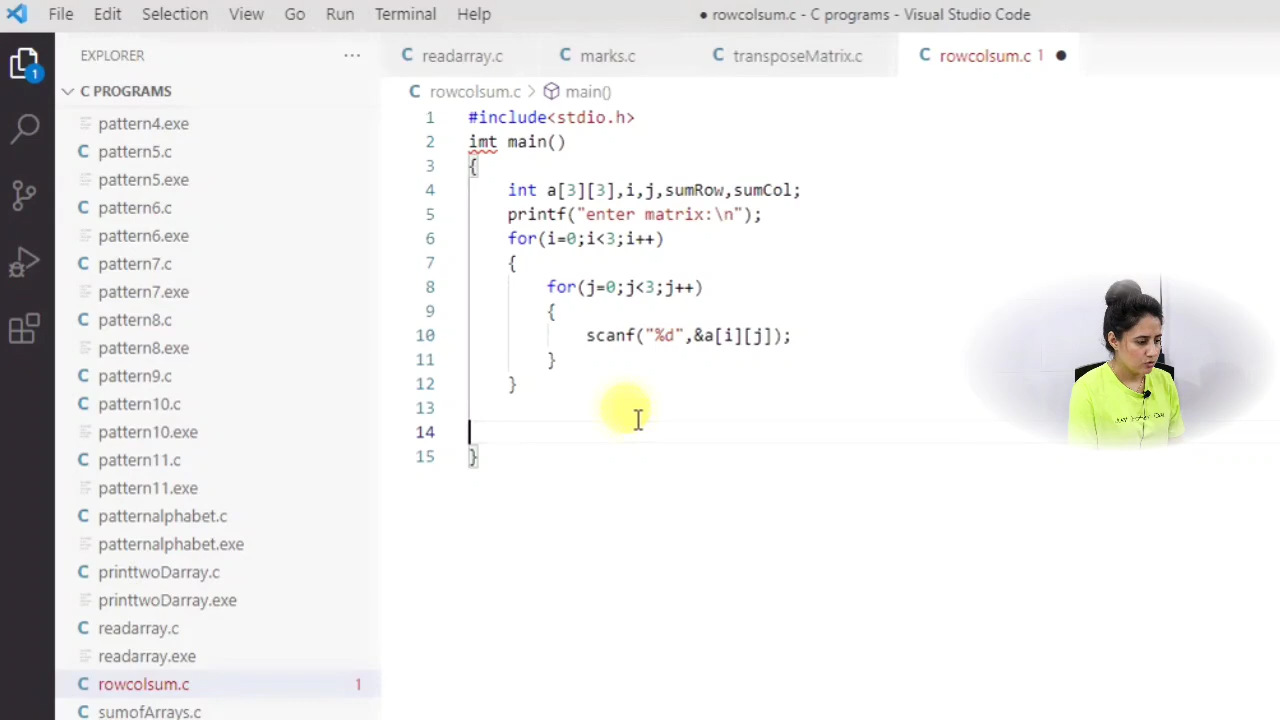 File Edit Selection View Go Run Terminal Help
● rowcolsum.c - C programs - Visual Studio Code
1
EXPLORER ...
C readarray.c C marks.c C transposeMatrix.c C rowcolsum.c 1 ●
C PROGRAMS
rowcolsum.c > main()
pattern4.exe
C pattern5.c
pattern5.exe
C pattern6.c
pattern6.exe
C pattern7.c
pattern7.exe
C pattern8.c
pattern8.exe
C pattern9.c
C pattern10.c
pattern10.exe
C pattern11.c
pattern11.exe
C patternalphabet.c
patternalphabet.exe
C printtwoDarray.c
printtwoDarray.exe
C readarray.c
readarray.exe
C rowcolsum.c 1
C sumofArrays.c
1 #include<stdio.h>
2 imt main()
3 {
4 int a[3][3],i,j,sumRow,sumCol;
5 printf("enter matrix:\n");
6 for(i=0;i<3;i++)
7 {
8 for(j=0;j<3;j++)
9 {
10 scanf("%d",&a[i][j]);
11 }
12 }
13
14
15 }